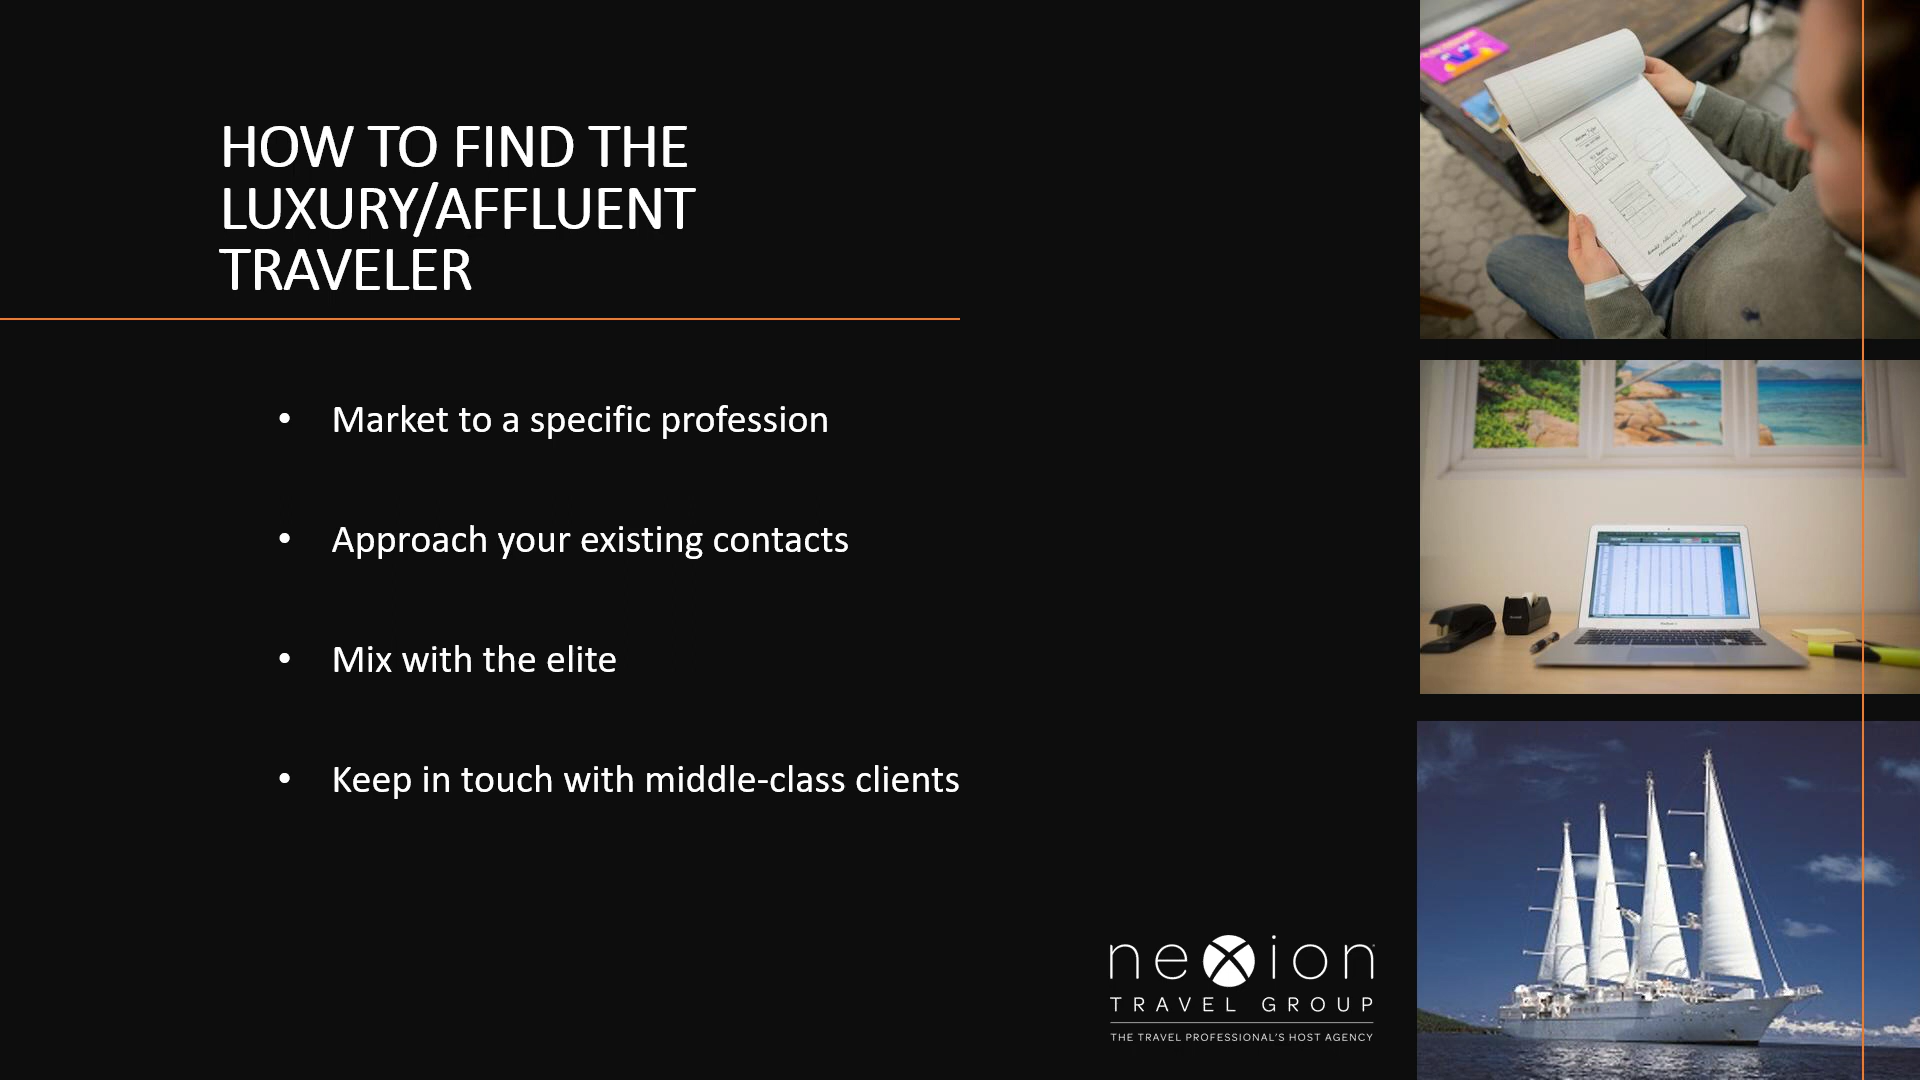 HOW TO FIND THE
LUXURY/AFFLUENT
TRAVELER
• Market to a specific profession
• Approach your existing contacts
• Mix with the elite
• Keep in touch with middle-class clients
nexion
TRAVEL GROUP
THE TRAVEL PROFESSIONAL'S HOST AGENCY